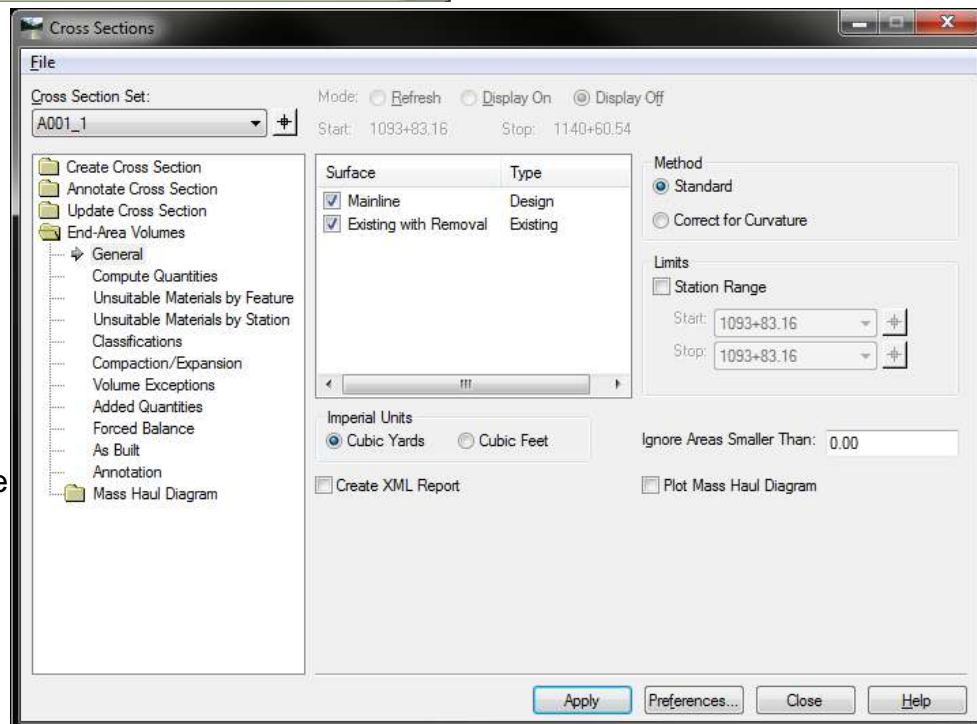 Cross Sections
File
Cross Section Set:
A001_1
Mode: Refresh Display On Display Off
Start: 1093+83.16 Stop: 1140+60.54
Create Cross Section
Annotate Cross Section
Update Cross Section
End-Area Volumes
General
Compute Quantities
Unsuitable Materials by Feature
Unsuitable Materials by Station
Classifications
Compaction/Expansion
Volume Exceptions
Added Quantities
Forced Balance
As Built
Annotation
Mass Haul Diagram
e
Surface Type
Mainline Design
Existing with Removal Existing
Method
Standard
Correct for Curvature
Limits
Station Range
Start: 1093+83.16
Stop: 1093+83.16
Imperial Units
Cubic Yards Cubic Feet
Ignore Areas Smaller Than: 0.00
Create XML Report
Plot Mass Haul Diagram
Apply Preferences... Close Help